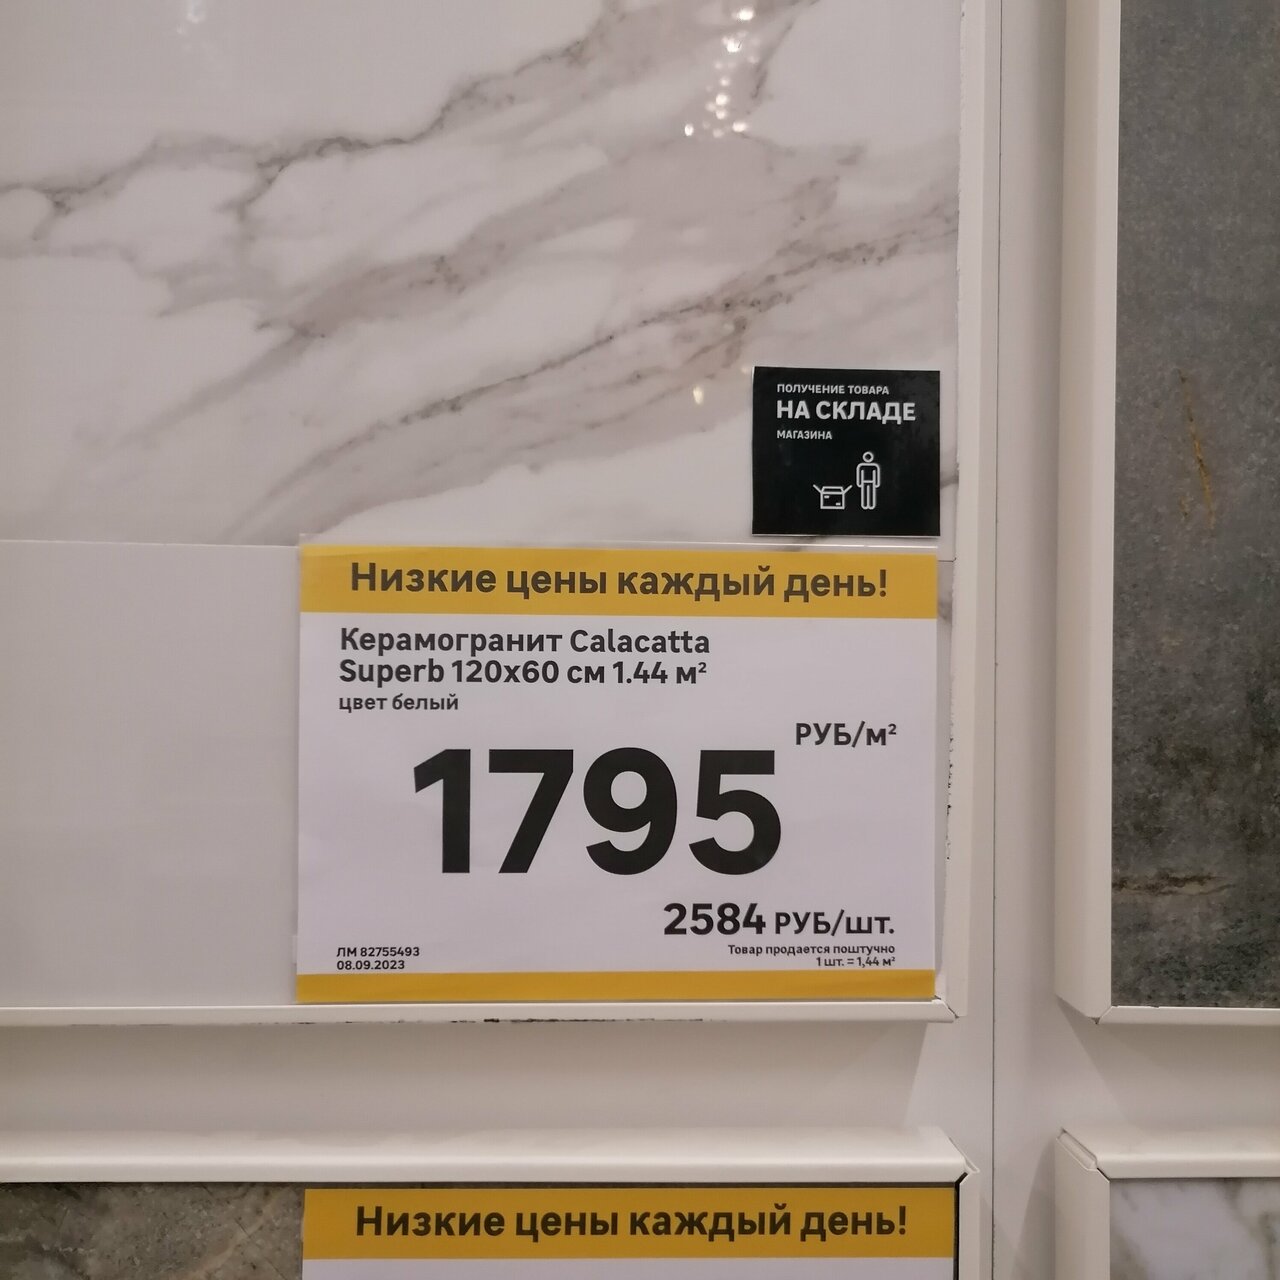 ПОЛУЧЕНИЕ ТОВАРА
НА СКЛАДЕ
МАГАЗИНА
Низкие цены каждый день!
Керамогранит Calacatta
Superb 120x60 см 1.44 м²
цвет белый
РУБ/м²
1795
2584 РУБ/шт.
Товар продается поштучно
1 шт. = 1,44 м²
ЛМ 82755493
08.09.2023
Низкие цены каждый день!